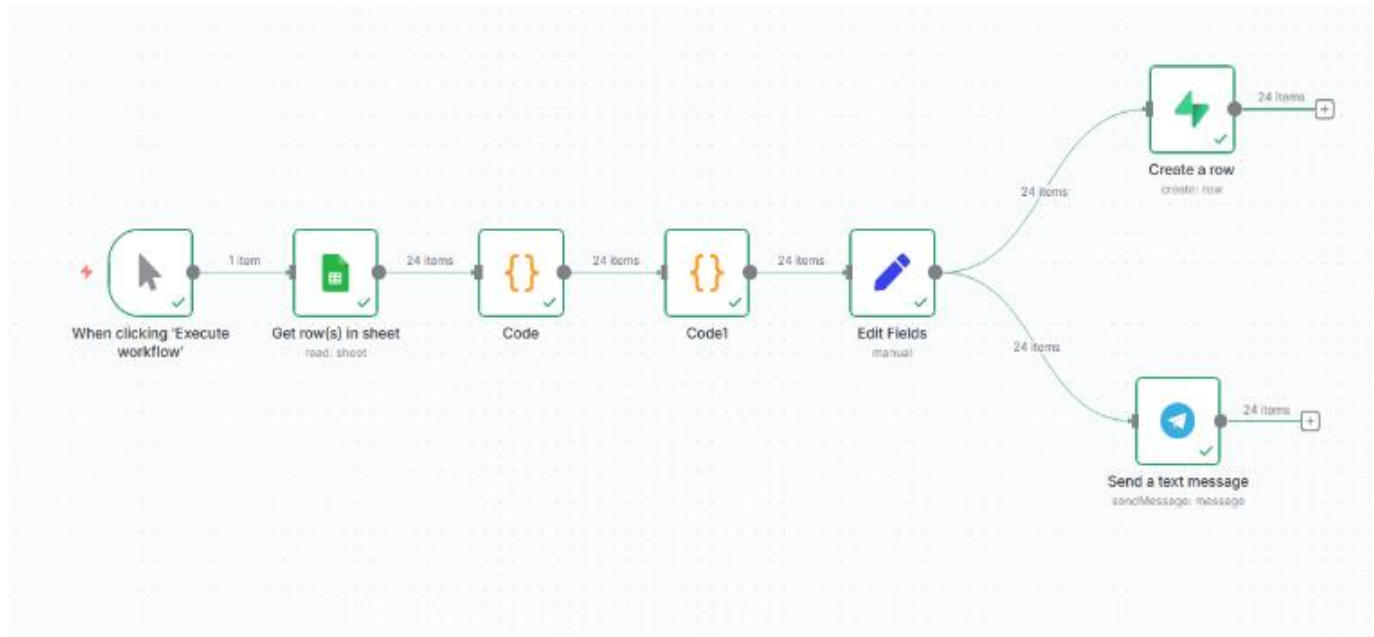 24 items
Create a row
create: row
24 items
1 item
24 items
24 items
24 items
When clicking 'Execute
workflow'
Get row(s) in sheet
read: sheet
Code
Code1
Edit Fields
manual
24 items
24 items
Send a text message
sendMessage: message